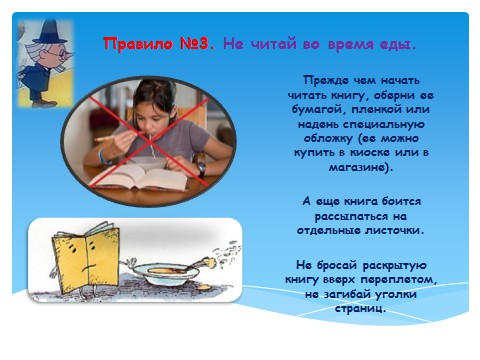 Правило №3. Не читай во время еды.
Прежде чем начать
читать книгу, оберни ее
бумагой, пленкой или
надень специальную
обложку (ее можно
купить в киоске или в
магазине).
А еще книга боится
рассыпаться на
отдельные листочки.
Не бросай раскрытую
книгу вверх переплетом,
не загибай уголки
страниц.